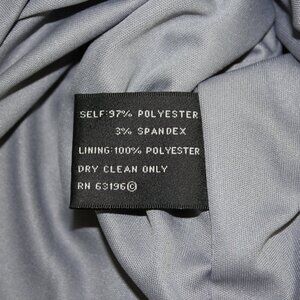 SELF:97% POLYESTER
3% SPANDEX
LINING:100% POLYESTER
DRY CLEAN ONLY
RN 63196©